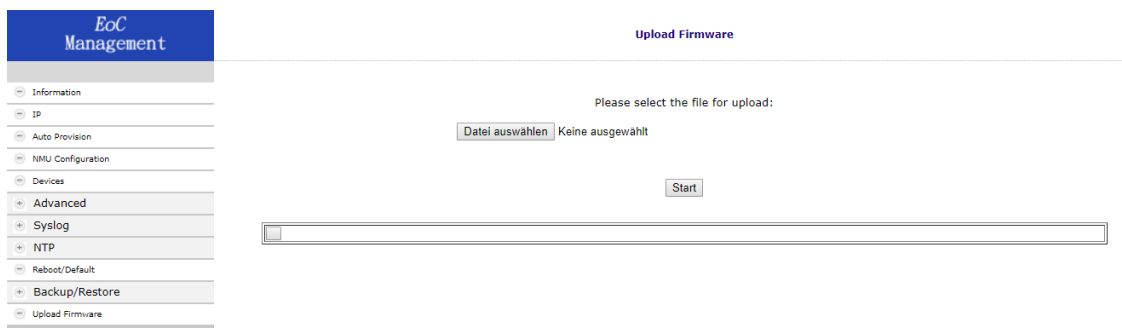 EoC
Management
Information
IP
Auto Provision
NMU Configuration
Devices
Advanced
Syslog
NTP
Reboot/Default
Backup/Restore
Upload Firmware
Upload Firmware
Please select the file for upload:
Datei auswählen Keine ausgewählt
Start